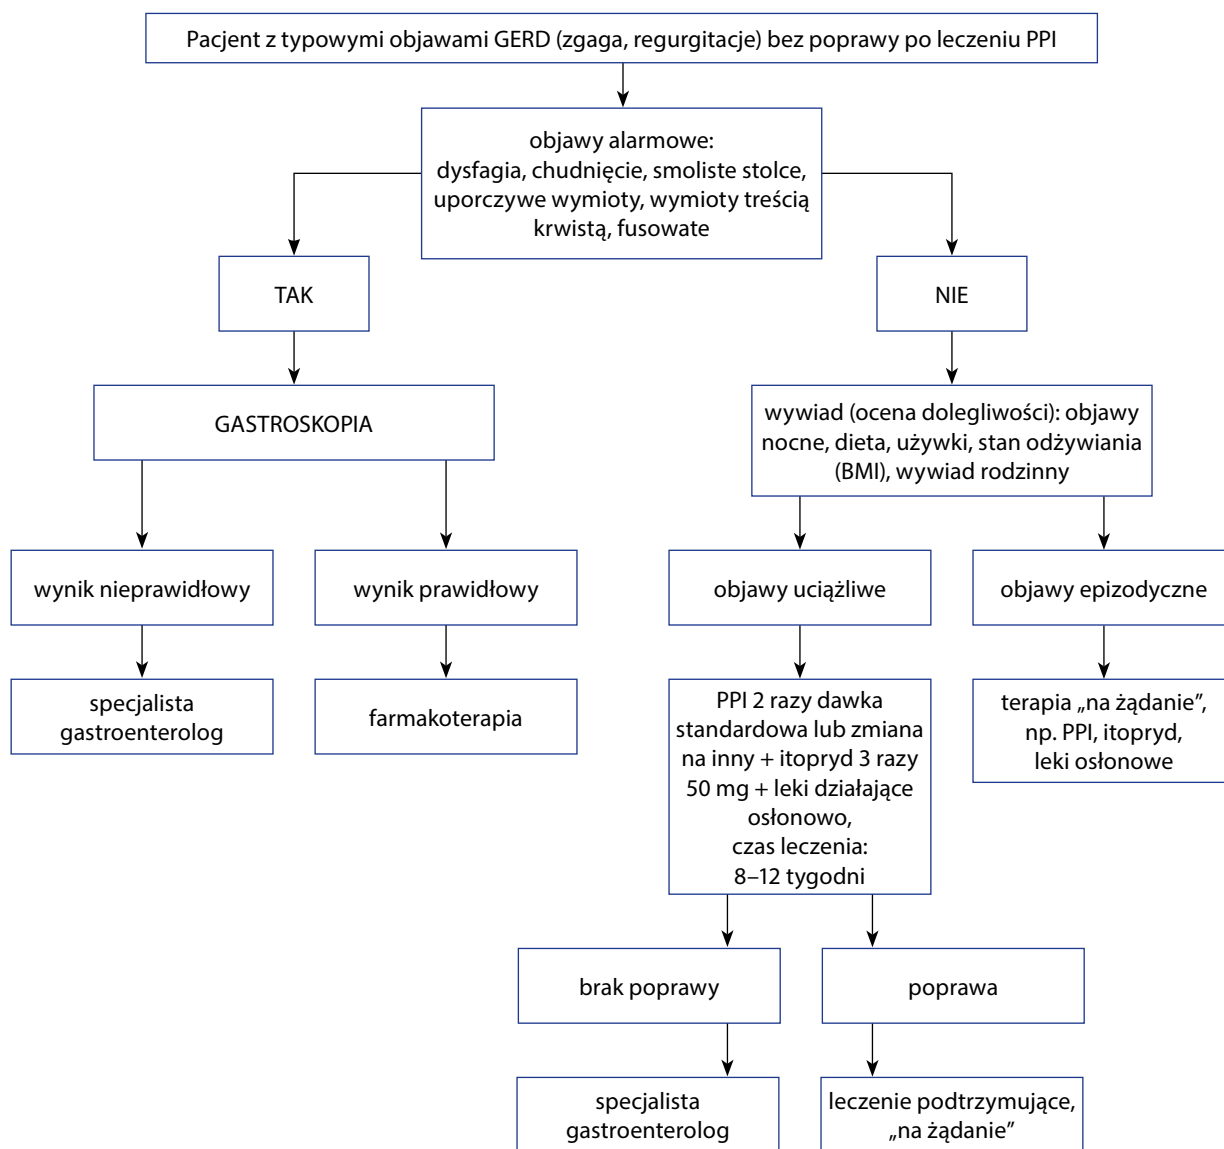 Pacjent z typowymi objawami GERD (zgaga, regurgitacje) bez poprawy po leczeniu PPI
objawy alarmowe:
dysfagia, chudnięcie, smoliste stolce,
uporczywe wymioty, wymioty treścią
krwistą, fusowate
TAK
NIE
GASTROSKOPIA
wywiad (ocena dolegliwości): objawy
nocne, dieta, używki, stan odżywiania
(BMI), wywiad rodzinny
wynik nieprawidłowy
wynik prawidłowy
objawy uciążliwe
objawy epizodyczne
specjalista
gastroenterolog
farmakoterapia
PPI 2 razy dawka
standardowa lub zmiana
na inny + itopryd 3 razy
50 mg + leki działające
osłonowo,
czas leczenia:
8–12 tygodni
terapia „na żądanie”,
np. PPI, itopryd,
leki osłonowe
brak poprawy
poprawa
specjalista
gastroenterolog
leczenie podtrzymujące,
„na żądanie”